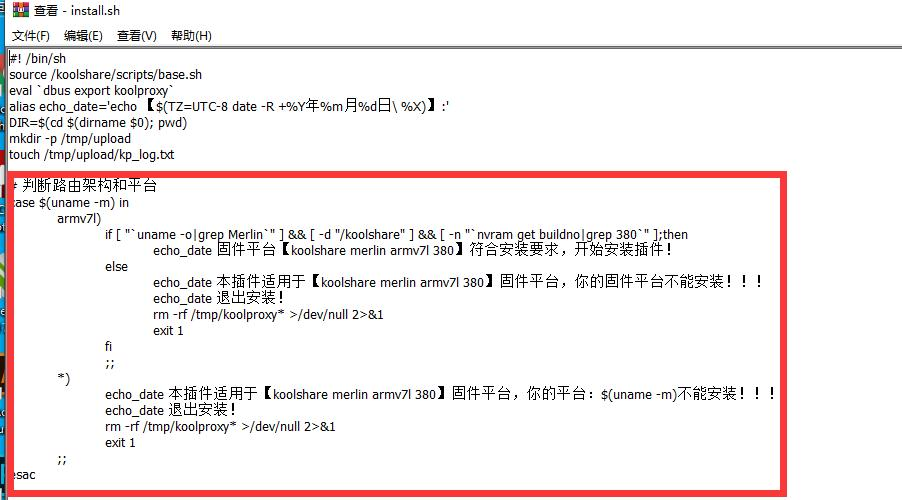 查看 - install.sh
文件(F) 编辑(E) 查看(V) 帮助(H)
#! /bin/sh
source /koolshare/scripts/base.sh
eval `dbus export koolproxy`
alias echo_date='echo 【$(TZ=UTC-8 date -R +%Y年%m月%d日\ %X)】:'
DIR=$(cd $(dirname $0); pwd)
mkdir -p /tmp/upload
touch /tmp/upload/kp_log.txt
# 判断路由架构和平台
case $(uname -m) in
armv7l)
if [ "`uname -o|grep Merlin`" ] && [ -d "/koolshare" ] && [ -n "`nvram get buildno|grep 380`" ];then
echo_date 固件平台【koolshare merlin armv7l 380】符合安装要求，开始安装插件！
else
echo_date 本插件适用于【koolshare merlin armv7l 380】固件平台，你的固件平台不能安装！！！
echo_date 退出安装！
rm -rf /tmp/koolproxy* >/dev/null 2>&1
exit 1
fi
;;
*)
echo_date 本插件适用于【koolshare merlin armv7l 380】固件平台，你的平台：$(uname -m)不能安装！！！
echo_date 退出安装！
rm -rf /tmp/koolproxy* >/dev/null 2>&1
exit 1
;;
esac